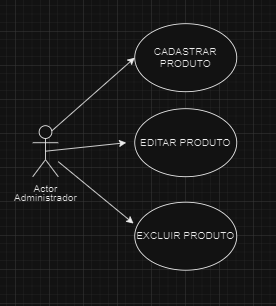 CADASTRAR
PRODUTO
EDITAR PRODUTO
Actor
Administrador
EXCLUIR PRODUTO